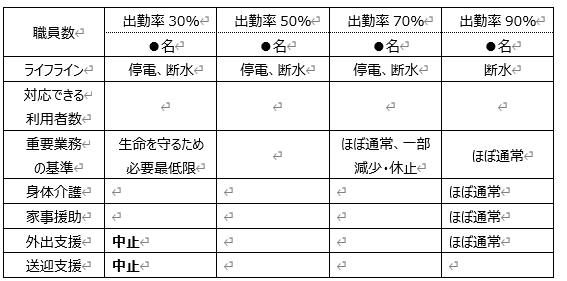 職員数 出勤率 30% 出勤率 50% 出勤率 70% 出勤率 90%
●名 ●名 ●名 ●名
ライフライン 停電、断水 停電、断水 停電、断水 断水
対応できる
利用者数
重要業務
の基準
生命を守るため
必要最低限
ほぼ通常、一部
減少・休止
ほぼ通常
身体介護 ほぼ通常
家事援助 ほぼ通常
外出支援 中止 ほぼ通常
送迎支援 中止